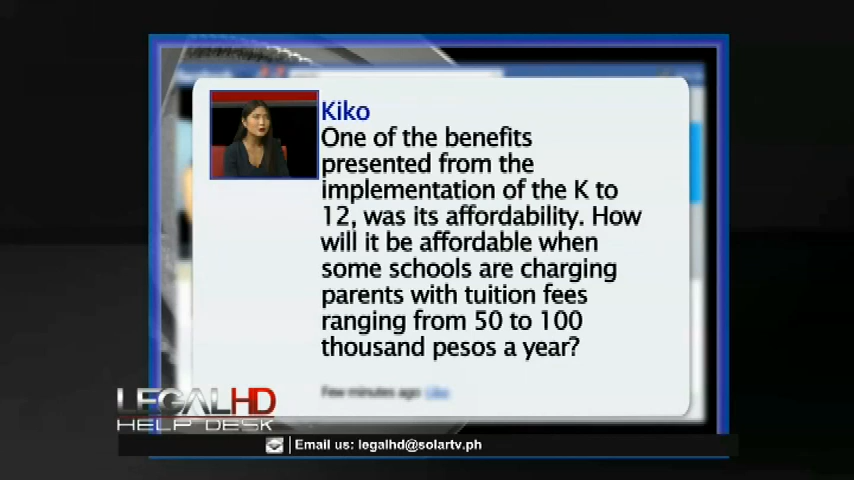 Kiko
One of the benefits
presented from the
implementation of the K to
12, was its affordability. How
will it be affordable when
some schools are charging
parents with tuition fees
ranging from 50 to 100
thousand pesos a year?
Few minutes ago Like
LEGALHD
HELP DESK
Email us: legalhd@solartv.ph